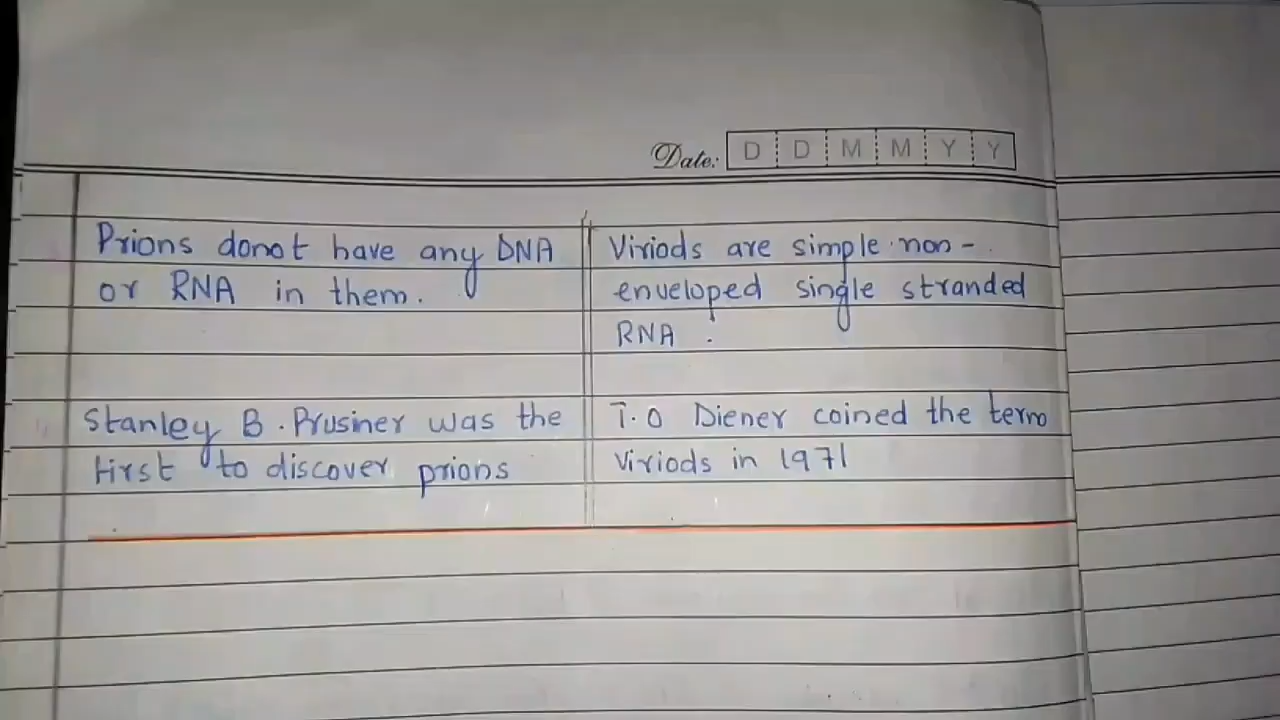 Date: D D M M Y Y
Prions donot have any DNA
or RNA in them.
Stanley B. Prusiner was the
first to discover prions
Viriods are simple non-
enveloped single stranded
RNA.
T.O Diener coined the term
Viriods in 1971